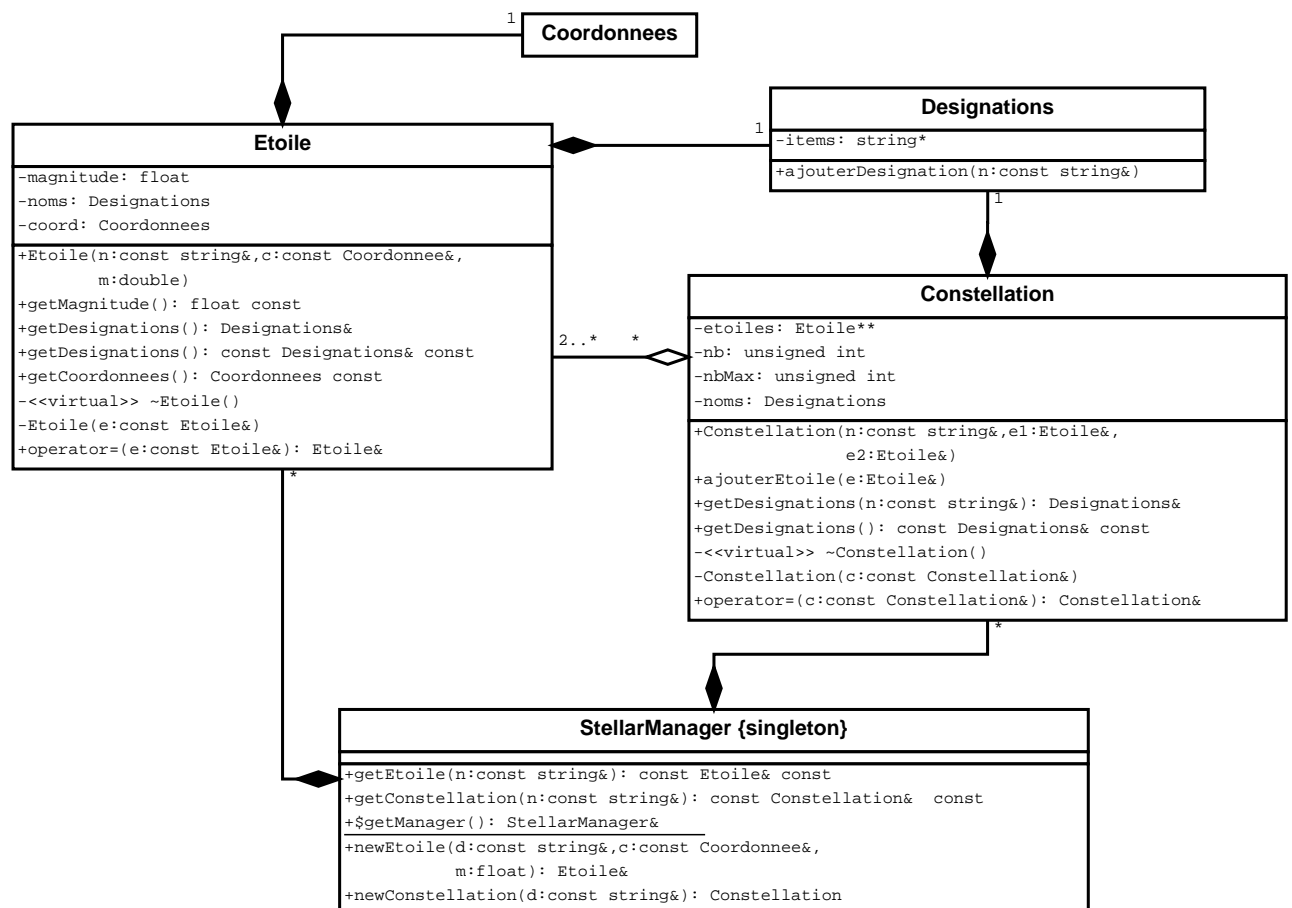 1
Coordonnees
Designations
-items: string*
+ajouterDesignation(n:const string&)
1
1
Etoile
-magnitude: float
-noms: Designations
-coord: Coordonnees
+Etoile(n:const string&,c:const Coordonnee&,
m:double)
+getMagnitude(): float const
+getDesignations(): Designations&
+getDesignations(): const Designations& const
+getCoordonnees(): Coordonnees const
-<<virtual>> ~Etoile()
-Etoile(e:const Etoile&)
+operator=(e:const Etoile&): Etoile&
*
2..* *
Constellation
-etoiles: Etoile**
-nb: unsigned int
-nbMax: unsigned int
-noms: Designations
+Constellation(n:const string&,e1:Etoile&,
e2:Etoile&)
+ajouterEtoile(e:Etoile&)
+getDesignations(n:const string&): Designations&
+getDesignations(): const Designations& const
-<<virtual>> ~Constellation()
-Constellation(c:const Constellation&)
+operator=(c:const Constellation&): Constellation&
*
StellarManager {singleton}
+getEtoile(n:const string&): const Etoile& const
+getConstellation(n:const string&): const Constellation& const
+$getManager(): StellarManager&
+newEtoile(d:const string&,c:const Coordonnee&,
m:float): Etoile&
+newConstellation(d:const string&): Constellation